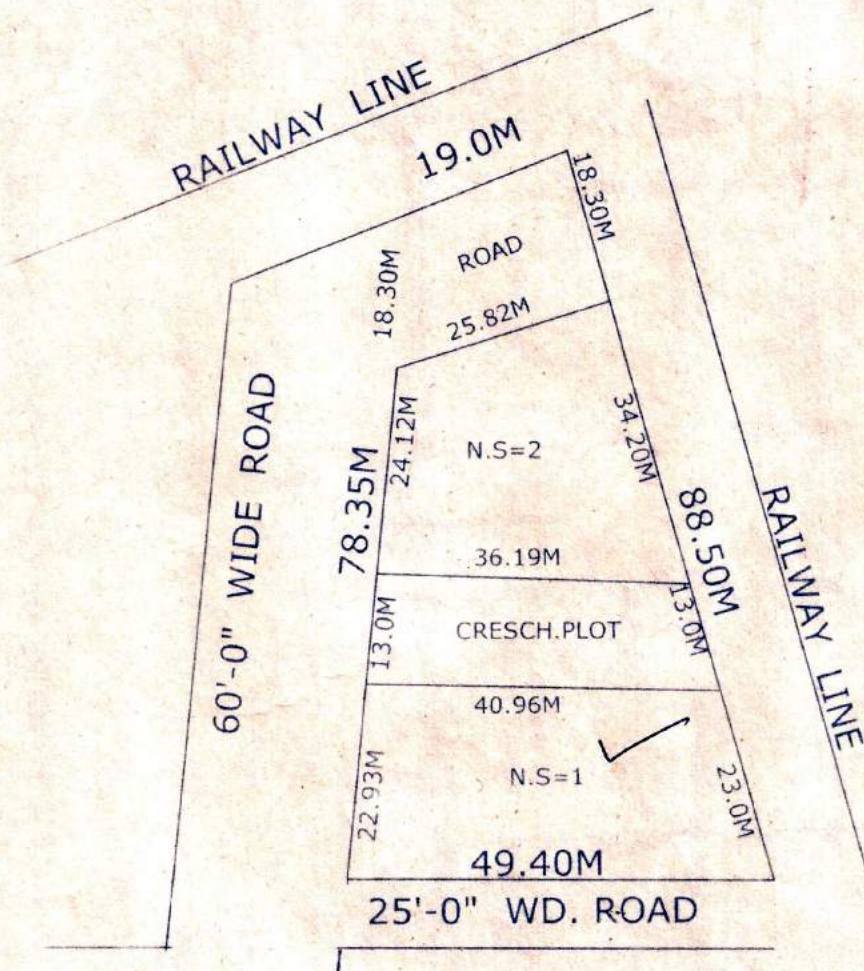 RAILWAY LINE
19.0M
18.30M
ROAD
18.30M
25.82M
60'-0" WIDE ROAD
78.35M
24.12M
N.S=2
34.20M
88.50M
RAILWAY LINE
36.19M
13.0M
CRESCH.PLOT
13.0M
40.96M
22.93M
N.S=1
23.0M
49.40M
25'-0" WD. ROAD